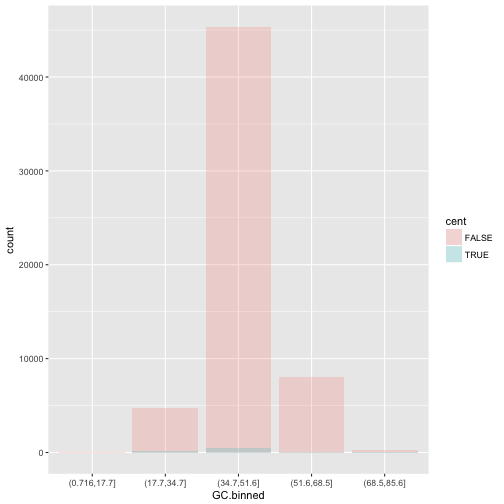 40000
30000
20000
10000
0
count
(0.716,17.7] (17.7,34.7] (34.7,51.6] (51.6,68.5] (68.5,85.6]
GC.binned
cent
FALSE
TRUE